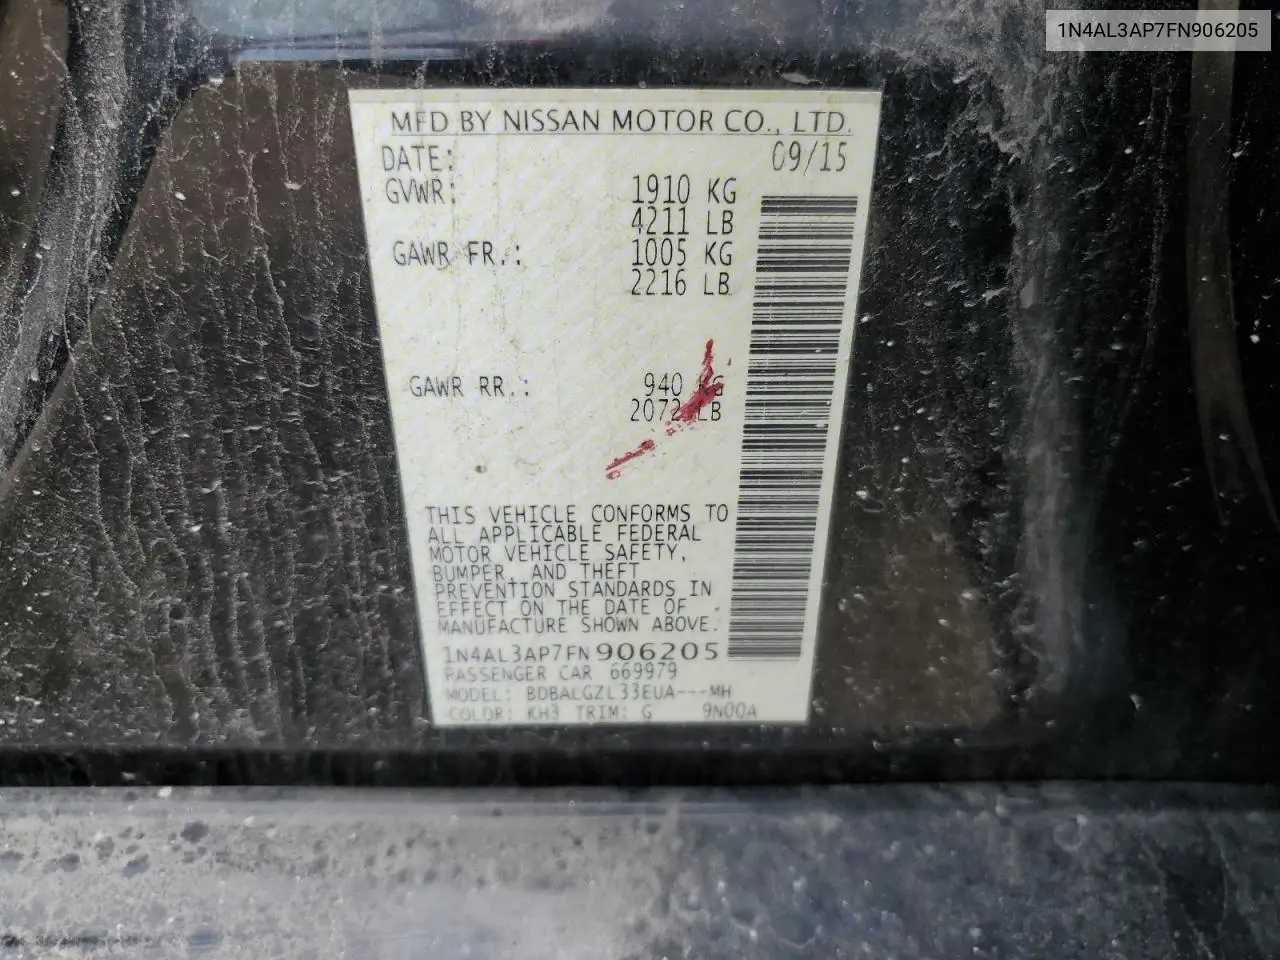 1N4AL3AP7FN906205
MFD BY NISSAN MOTOR CO., LTD.
DATE: 09/15
GVWR: 1910 KG
4211 LB
GAWR FR.: 1005 KG
2216 LB
GAWR RR.: 940 KG
2072 LB
THIS VEHICLE CONFORMS TO
ALL APPLICABLE FEDERAL
MOTOR VEHICLE SAFETY,
BUMPER, AND THEFT
PREVENTION STANDARDS IN
EFFECT ON THE DATE OF
MANUFACTURE SHOWN ABOVE.
1N4AL3AP7FN906205
PASSENGER CAR 669979
MODEL: BDBALGZL33EUA---MH
COLOR: KH3 TRIM: G 9N00A